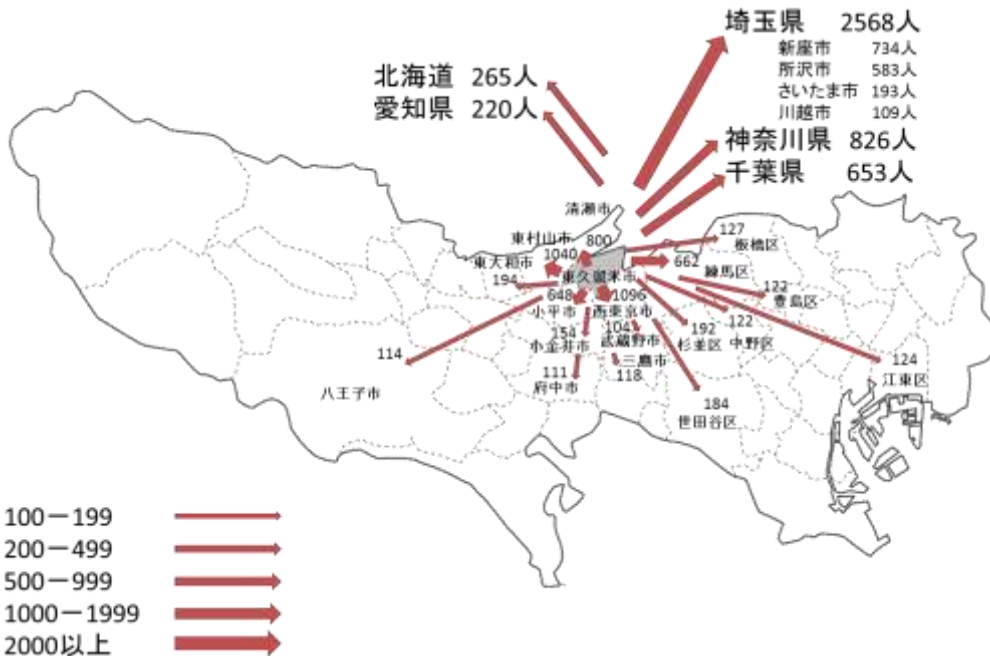 埼玉県 2568人
新座市 734人
所沢市 583人
さいたま市 193人
川越市 109人
北海道 265人
愛知県 220人
神奈川県 826人
千葉県 653人
清瀬市
800
東村山市
1040
東大和市
194
127
板橋区
662
練馬区
東久留米市
122
豊島区
648
小平市
1096
西東京市
154
小金井市
104
武蔵野市
192
杉並区
122
中野区
114
八王子市
111
府中市
三鷹市
118
124
江東区
184
世田谷区
100－199
200－499
500－999
1000－1999
2000以上